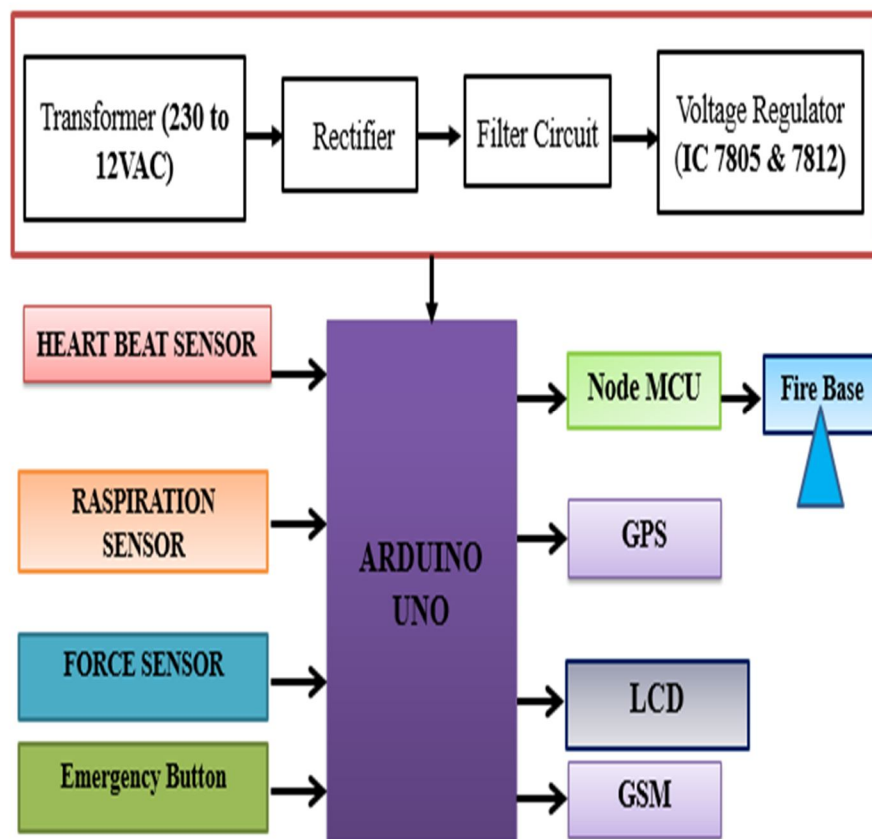 Transformer (230 to
12VAC)
Rectifier
Filter Circuit
Voltage Regulator
(IC 7805 & 7812)
HEART BEAT SENSOR
RASPIRATION
SENSOR
FORCE SENSOR
Emergency Button
ARDUINO
UNO
Node MCU
Fire Base
GPS
LCD
GSM